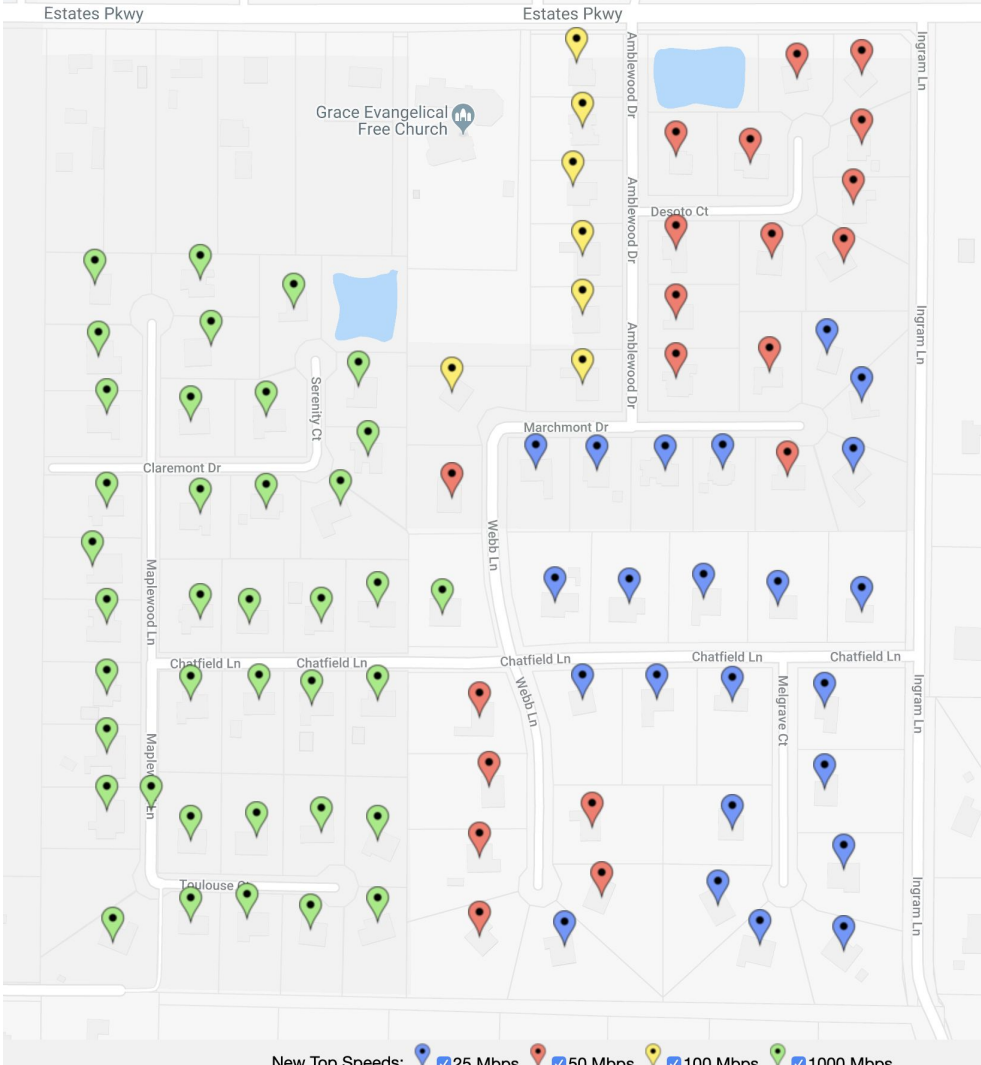 Estates Pkwy
Estates Pkwy
Amblewood Dr
Ingram Ln
Grace Evangelical
Free Church
Amblewood Dr
Desoto Ct
Ingram Ln
Amblewood Dr
Serenity Ct
Marchmont Dr
Claremont Dr
Webb Ln
Maplewood Ln
Chatfield Ln
Chatfield Ln
Chatfield Ln
Chatfield Ln
Chatfield Ln
Webb Ln
Melgrave Ct
Ingram Ln
Maplew Ln
Toulouse C
Ingram Ln
New Top Speeds: 25 Mbps 50 Mbps 100 Mbps 1000 Mbps